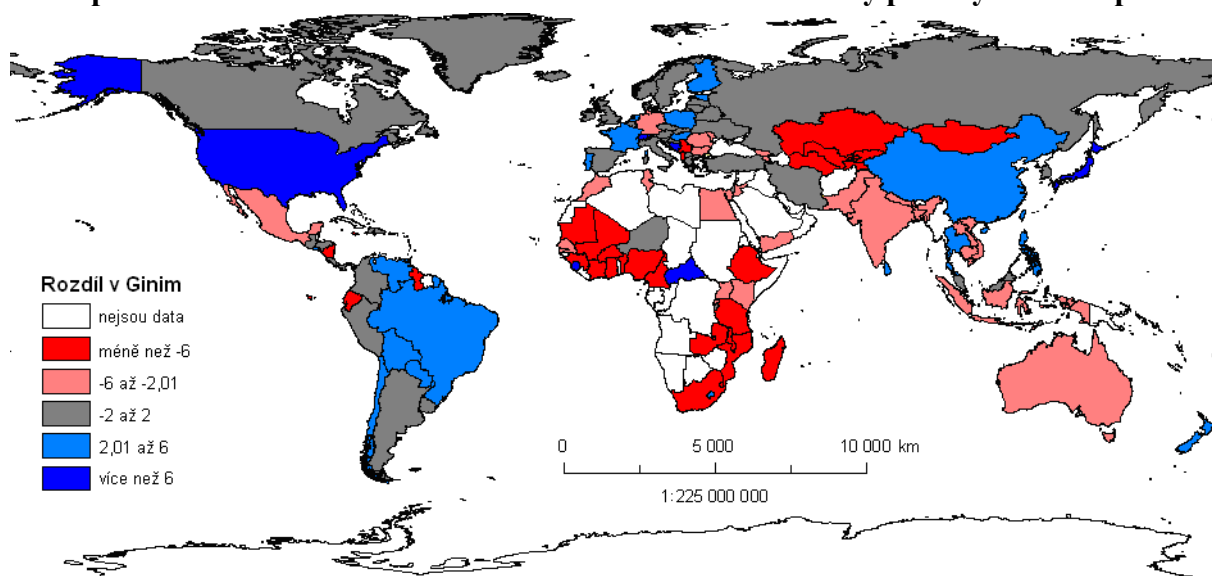 Rozdíl v Ginim
nejsou data
méně než -6
-6 až -2,01
-2 až 2
2,01 až 6
více než 6
0 5 000 10 000 km
1:225 000 000